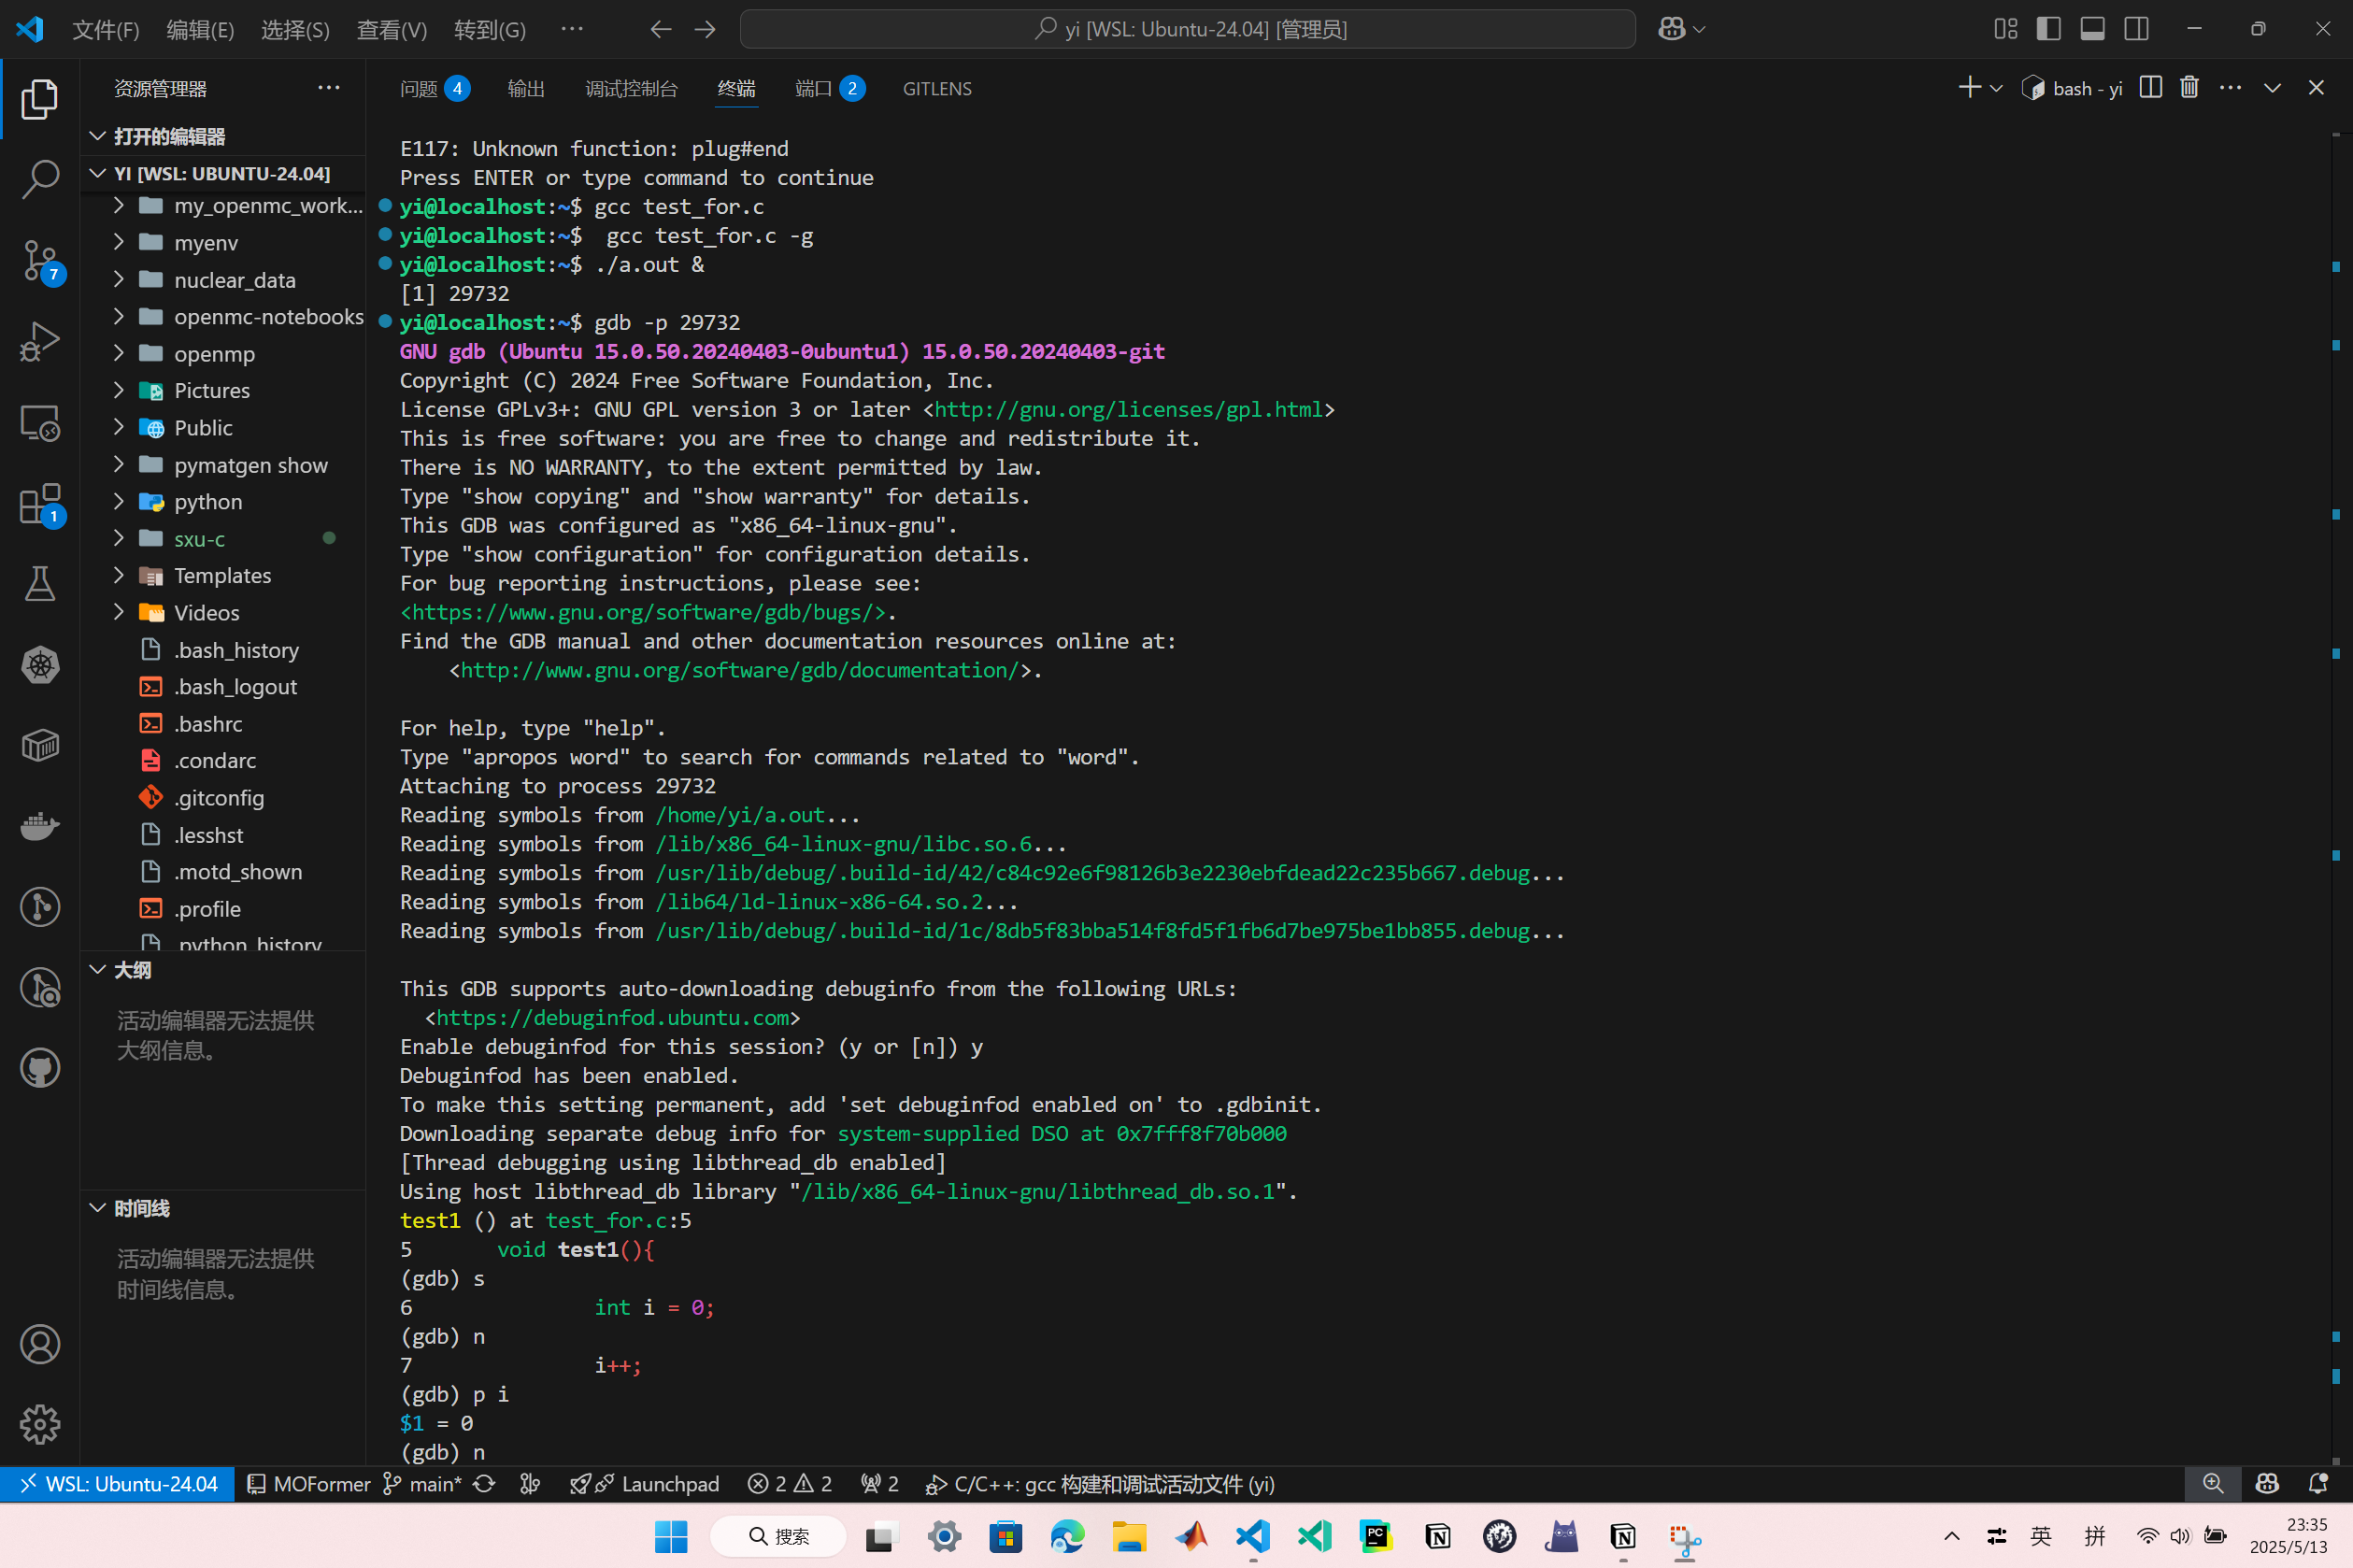 文件(F) 编辑(E) 选择(S) 查看(V) 转到(G) ··· yi [WSL: Ubuntu-24.04] [管理员]
资源管理器 ···
打开的编辑器
YI [WSL: UBUNTU-24.04]
my_openmc_work...
myenv
nuclear_data
openmc-notebooks
openmp
Pictures
Public
pymatgen show
python
sxu-c
Templates
Videos
.bash_history
.bash_logout
.bashrc
.condarc
.gitconfig
.lesshst
.motd_shown
.profile
.python_history
大纲
活动编辑器无法提供
大纲信息。
时间线
活动编辑器无法提供
时间线信息。
7
1
问题 4 输出 调试控制台 终端 端口 2 GITLENS bash - yi ···
E117: Unknown function: plug#end
Press ENTER or type command to continue
yi@localhost:~$ gcc test_for.c
yi@localhost:~$  gcc test_for.c -g
yi@localhost:~$ ./a.out &
[1] 29732
yi@localhost:~$ gdb -p 29732
GNU gdb (Ubuntu 15.0.50.20240403-0ubuntu1) 15.0.50.20240403-git
Copyright (C) 2024 Free Software Foundation, Inc.
License GPLv3+: GNU GPL version 3 or later <http://gnu.org/licenses/gpl.html>
This is free software: you are free to change and redistribute it.
There is NO WARRANTY, to the extent permitted by law.
Type "show copying" and "show warranty" for details.
This GDB was configured as "x86_64-linux-gnu".
Type "show configuration" for configuration details.
For bug reporting instructions, please see:
<https://www.gnu.org/software/gdb/bugs/>.
Find the GDB manual and other documentation resources online at:
<http://www.gnu.org/software/gdb/documentation/>.
For help, type "help".
Type "apropos word" to search for commands related to "word".
Attaching to process 29732
Reading symbols from /home/yi/a.out...
Reading symbols from /lib/x86_64-linux-gnu/libc.so.6...
Reading symbols from /usr/lib/debug/.build-id/42/c84c92e6f98126b3e2230ebfdead22c235b667.debug...
Reading symbols from /lib64/ld-linux-x86-64.so.2...
Reading symbols from /usr/lib/debug/.build-id/1c/8db5f83bba514f8fd5f1fb6d7be975be1bb855.debug...
This GDB supports auto-downloading debuginfo from the following URLs:
<https://debuginfod.ubuntu.com>
Enable debuginfod for this session? (y or [n]) y
Debuginfod has been enabled.
To make this setting permanent, add 'set debuginfod enabled on' to .gdbinit.
Downloading separate debug info for system-supplied DSO at 0x7fff8f70b000
[Thread debugging using libthread_db enabled]
Using host libthread_db library "/lib/x86_64-linux-gnu/libthread_db.so.1".
test1 () at test_for.c:5
5       void test1(){
(gdb) s
6               int i = 0;
(gdb) n
7               i++;
(gdb) p i
$1 = 0
(gdb) n
WSL: Ubuntu-24.04 MOFormer main* Launchpad 2 2 2 C/C++: gcc 构建和调试活动文件 (yi)
搜索 PC 英 拼 23:35
2025/5/13